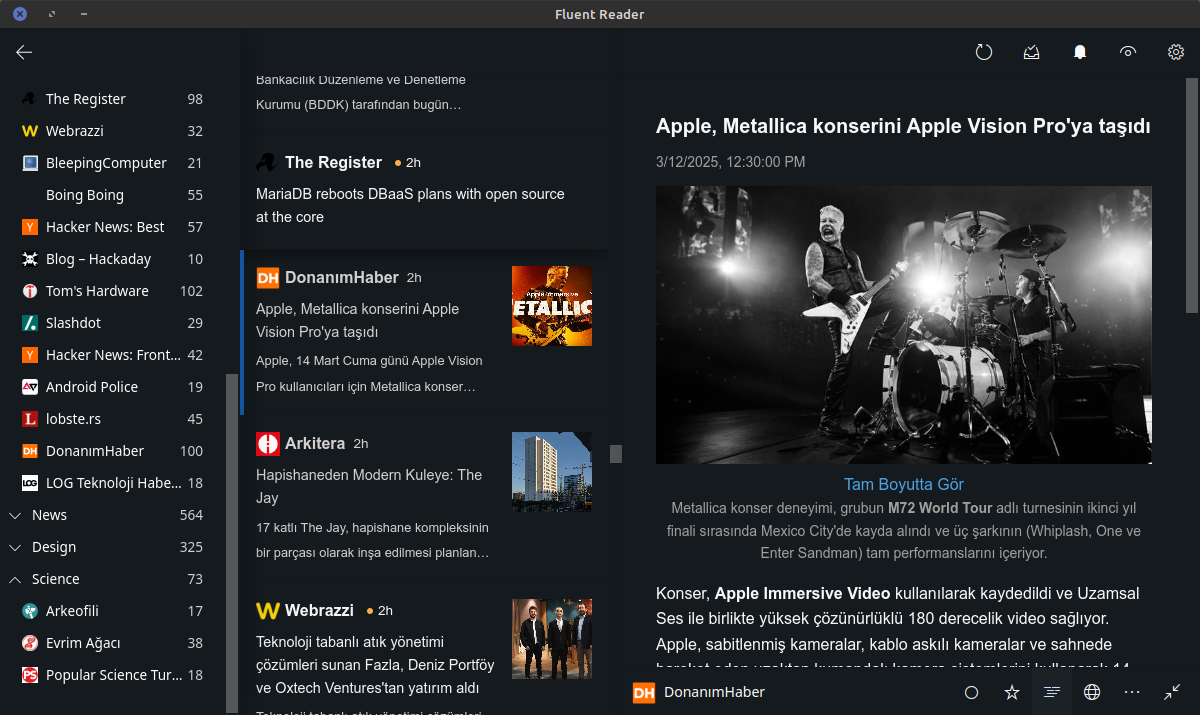 Fluent Reader
The Register 98
Webrazzi 32
BleepingComputer 21
Boing Boing 55
Hacker News: Best 57
Blog – Hackaday 10
Tom's Hardware 102
Slashdot 29
Hacker News: Front... 42
Android Police 19
lobste.rs 45
DonanımHaber 100
LOG Teknoloji Habe... 18
News 564
Design 325
Science 73
Arkeofili 17
Evrim Ağacı 38
Popular Science Tur... 18
Bankacılık Düzenleme ve Denetleme
Kurumu (BDDK) tarafından bugün…
The Register 2h
MariaDB reboots DBaaS plans with open source
at the core
DH DonanımHaber 2h
Apple, Metallica konserini Apple
Vision Pro'ya taşıdı
Apple, 14 Mart Cuma günü Apple Vision
Pro kullanıcıları için Metallica konser…
Arkitera 2h
Hapishaneden Modern Kuleye: The
Jay
17 katlı The Jay, hapishane kompleksinin
bir parçası olarak inşa edilmesi planlan…
Webrazzi 2h
Teknoloji tabanlı atık yönetimi
çözümleri sunan Fazla, Deniz Portföy
ve Oxtech Ventures'tan yatırım aldı
Apple, Metallica konserini Apple Vision Pro'ya taşıdı
3/12/2025, 12:30:00 PM
Tam Boyutta Gör
Metallica konser deneyimi, grubun M72 World Tour adlı turnesinin ikinci yıl
finali sırasında Mexico City'de kayda alındı ve üç şarkının (Whiplash, One ve
Enter Sandman) tam performanslarını içeriyor.
Konser, Apple Immersive Video kullanılarak kaydedildi ve Uzamsal
Ses ile birlikte yüksek çözünürlüklü 180 derecelik video sağlıyor.
Apple, sabitlenmiş kameralar, kablo askılı kameralar ve sahnede
DH DonanımHaber